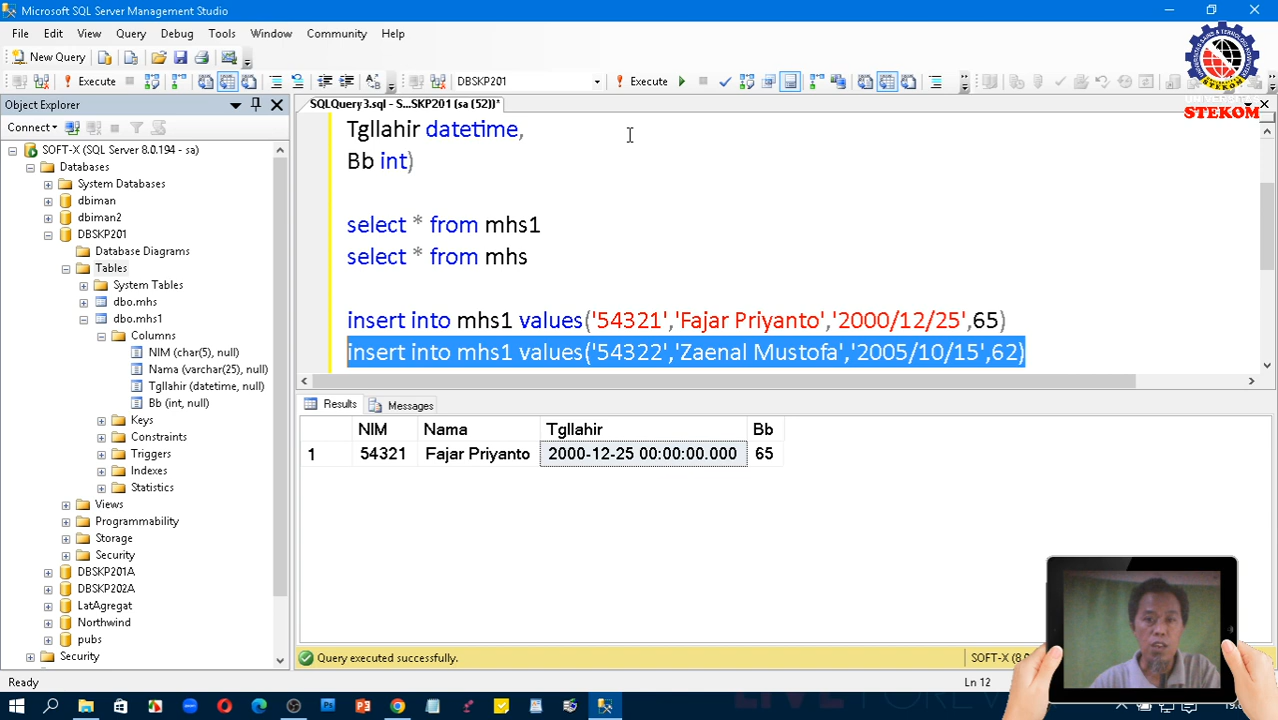 Microsoft SQL Server Management Studio
File Edit View Query Debug Tools Window Community Help
New Query
Execute DBSKP201 Execute
STEKOM
Object Explorer
SQLQuery3.sql - S...SKP201 (sa (52))*
Connect
SOFT-X (SQL Server 8.0.194 - sa)
Databases
System Databases
dbiman
dbiman2
DBSKP201
Database Diagrams
Tables
System Tables
dbo.mhs
dbo.mhs1
Columns
NIM (char(5), null)
Nama (varchar(25), null)
Tgllahir (datetime, null)
Bb (int, null)
Keys
Constraints
Triggers
Indexes
Statistics
Views
Programmability
Storage
Security
DBSKP201A
DBSKP202A
LatAgregat
Northwind
pubs
Security
Tgllahir datetime,
Bb int)
select * from mhs1
select * from mhs
insert into mhs1 values('54321','Fajar Priyanto','2000/12/25',65)
insert into mhs1 values('54322','Zaenal Mustofa','2005/10/15',62)
Results Messages
NIM Nama Tgllahir Bb
1 54321 Fajar Priyanto 2000-12-25 00:00:00.000 65
Query executed successfully.
SOFT-X (8.0
Ready
Ln 12